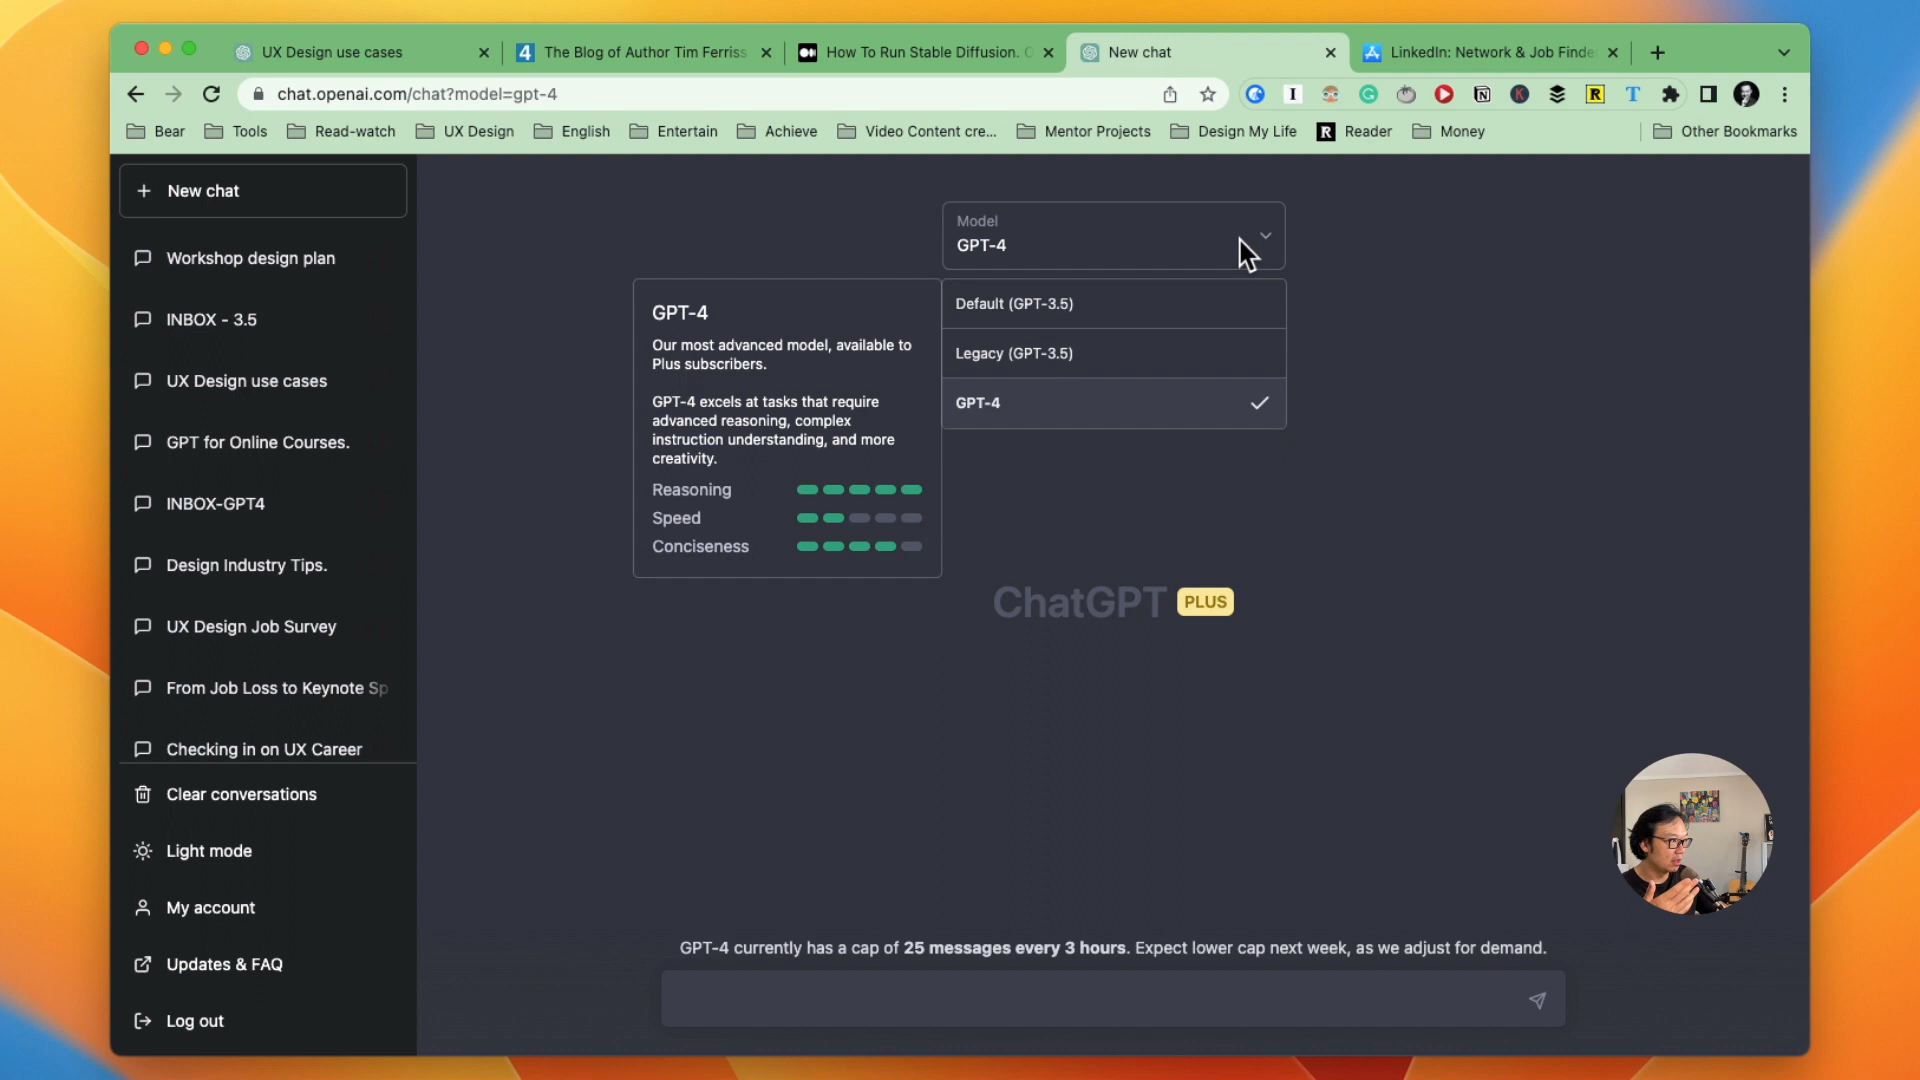 UX Design use cases
4 The Blog of Author Tim Ferriss
How To Run Stable Diffusion.
New chat
LinkedIn: Network & Job Finde
chat.openai.com/chat?model=gpt-4
Bear
Tools
Read-watch
UX Design
English
Entertain
Achieve
Video Content cre...
Mentor Projects
Design My Life
R Reader
Money
Other Bookmarks
New chat
Workshop design plan
INBOX - 3.5
UX Design use cases
GPT for Online Courses.
INBOX-GPT4
Design Industry Tips.
UX Design Job Survey
From Job Loss to Keynote Sp
Checking in on UX Career
Clear conversations
Light mode
My account
Updates & FAQ
Log out
Model
GPT-4
Default (GPT-3.5)
Legacy (GPT-3.5)
GPT-4
GPT-4
Our most advanced model, available to
Plus subscribers.
GPT-4 excels at tasks that require
advanced reasoning, complex
instruction understanding, and more
creativity.
Reasoning
Speed
Conciseness
ChatGPT PLUS
GPT-4 currently has a cap of 25 messages every 3 hours. Expect lower cap next week, as we adjust for demand.